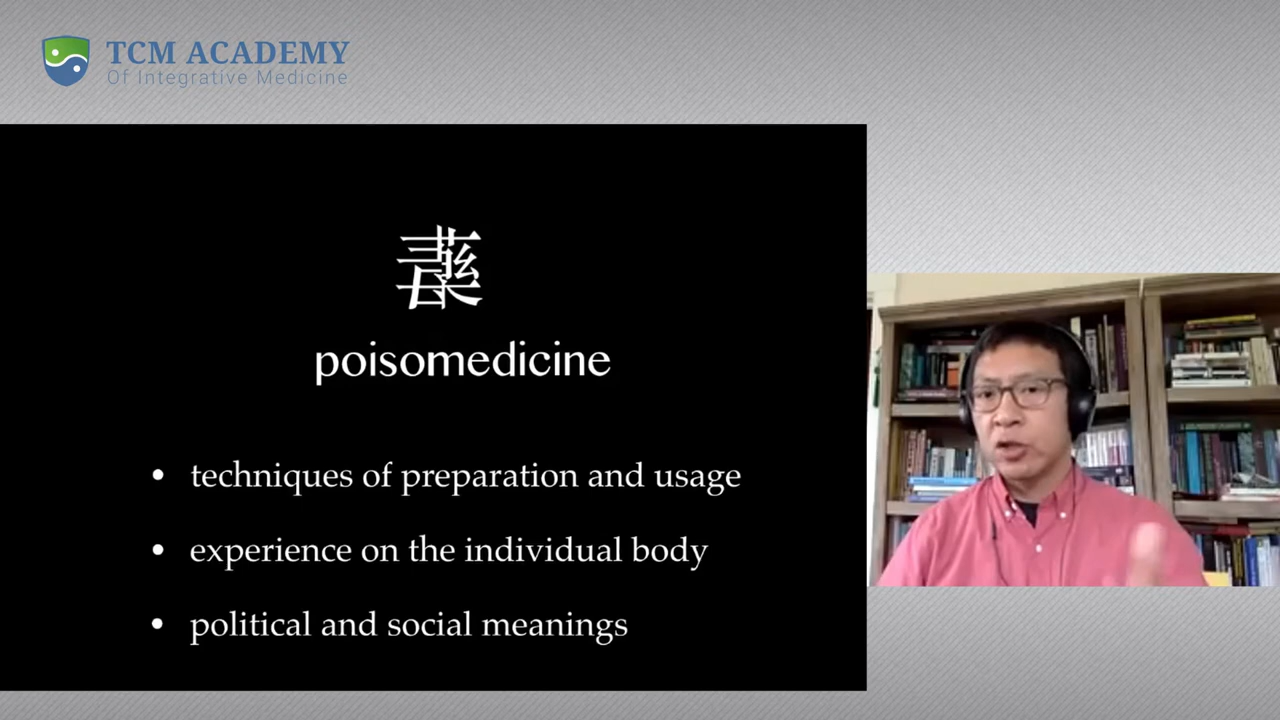 TCM ACADEMY
Of Integrative Medicine
poisomedicine
• techniques of preparation and usage
• experience on the individual body
• political and social meanings